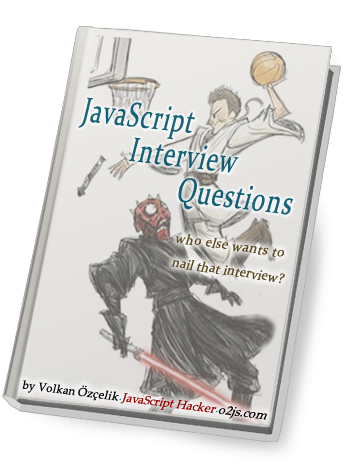 JavaScript
Interview
Questions
who else wants to
nail that interview?
by Volkan Özçelik JavaScript Hacker o2js.com